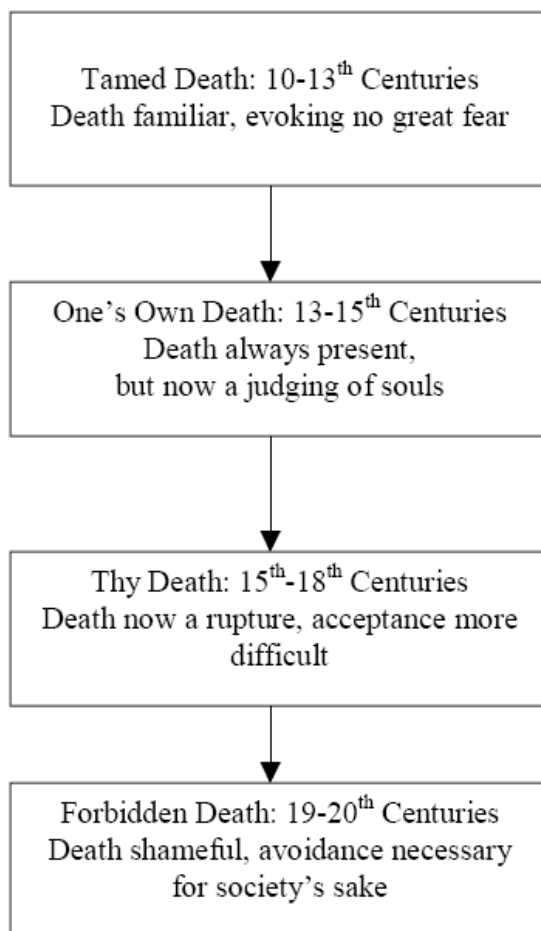 Tamed Death: 10-13th Centuries
Death familiar, evoking no great fear
One’s Own Death: 13-15th Centuries
Death always present,
but now a judging of souls
Thy Death: 15th-18th Centuries
Death now a rupture, acceptance more
difficult
Forbidden Death: 19-20th Centuries
Death shameful, avoidance necessary
for society’s sake